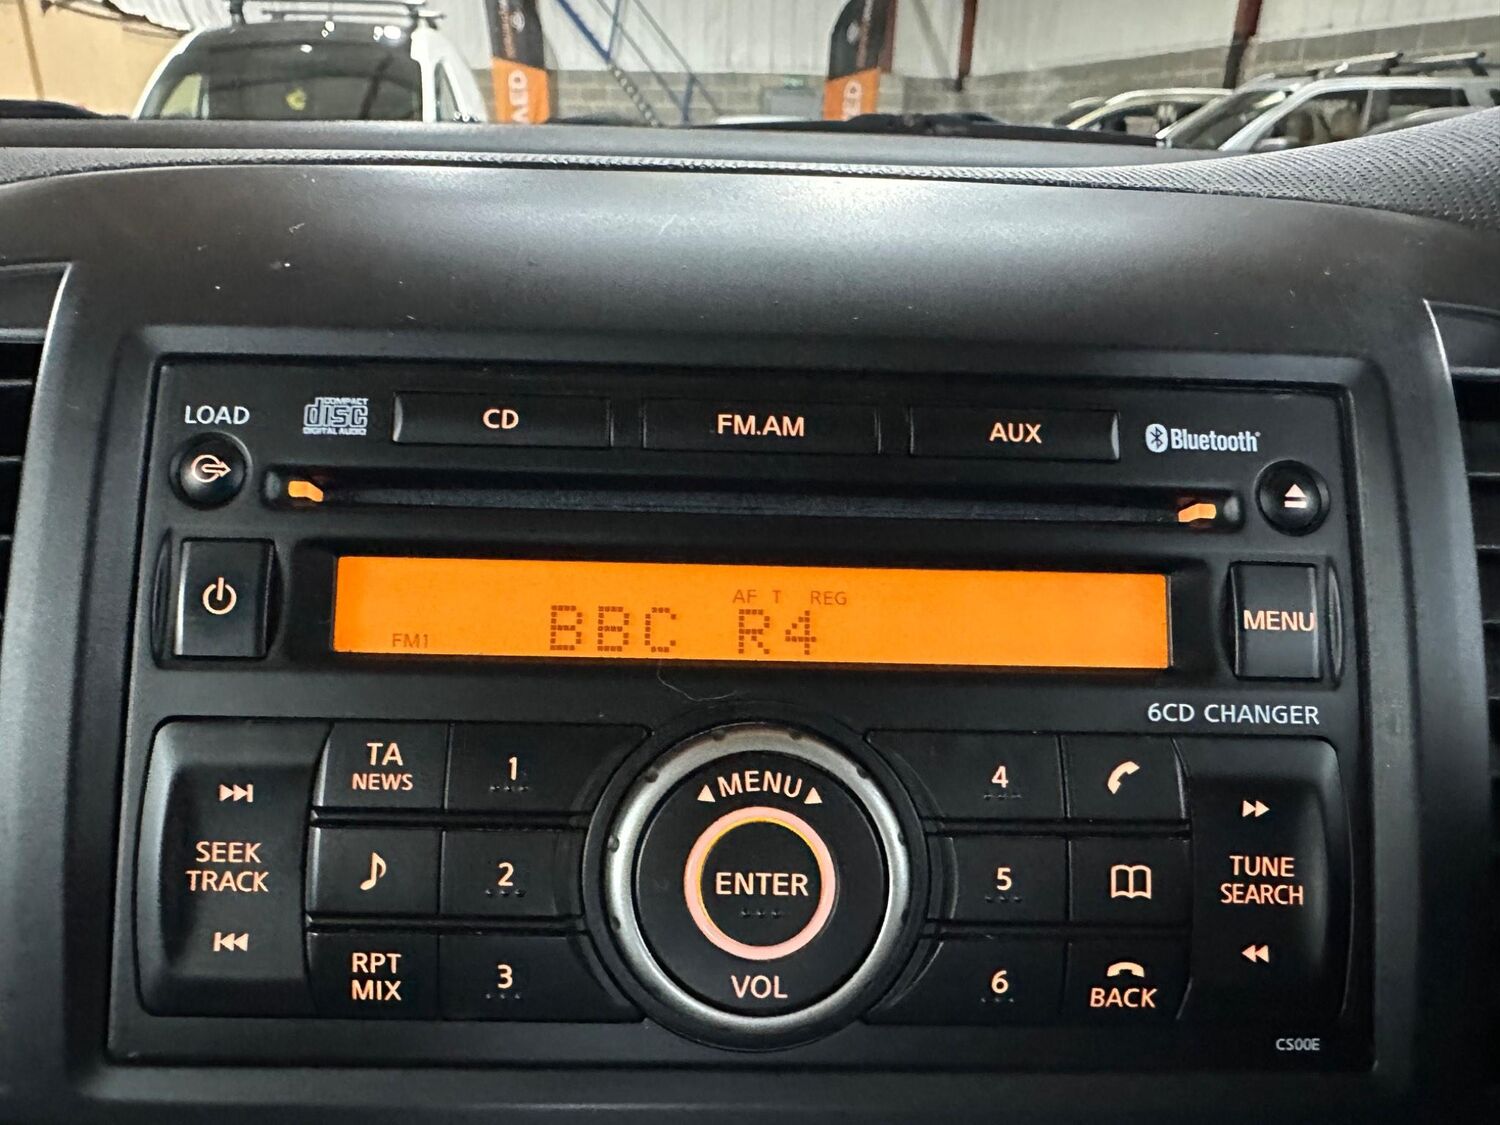 LOAD
COMPACT
disc
DIGITAL AUDIO
CD
FM.AM
AUX
Bluetooth
AF T REG
FM1
BBC R4
MENU
6CD CHANGER
TA
NEWS
1
4
SEEK
TRACK
2
5
RPT
MIX
3
6
MENU
ENTER
VOL
BACK
TUNE
SEARCH
CS00E